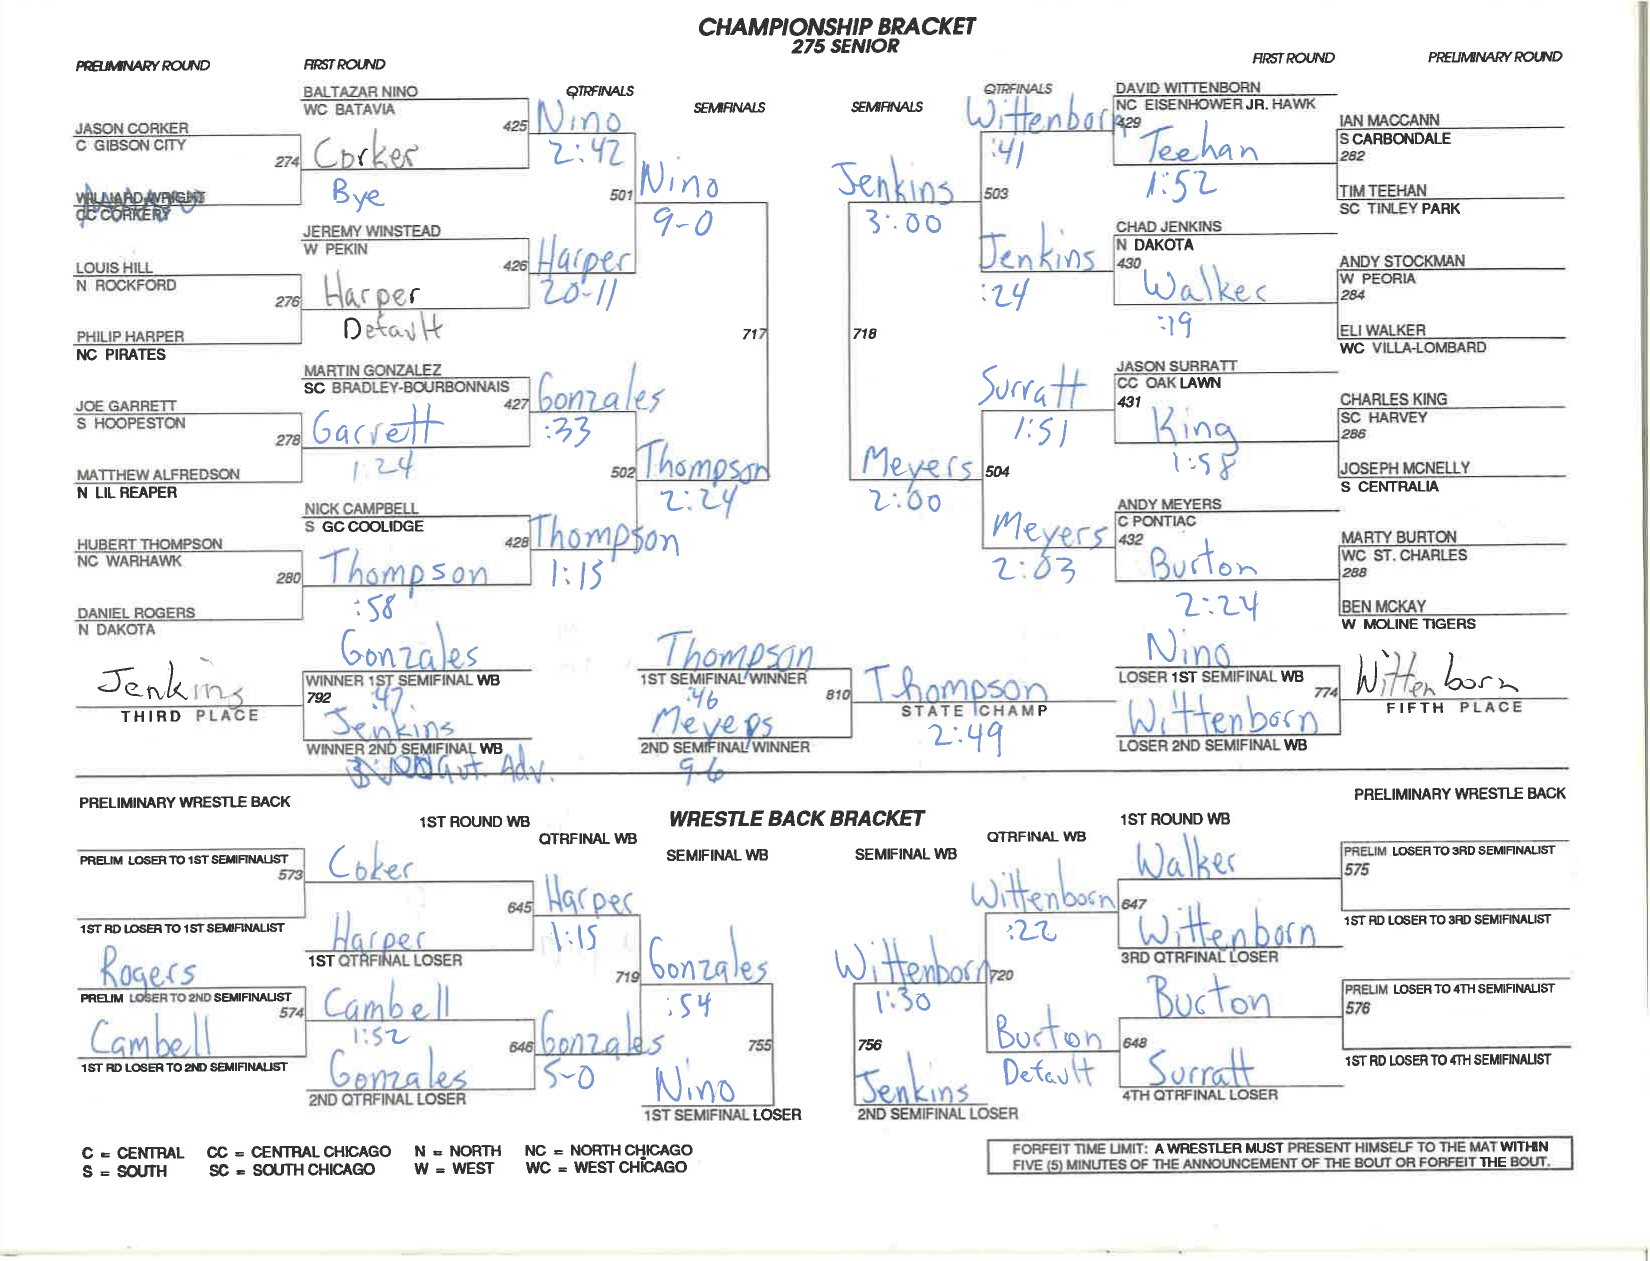 CHAMPIONSHIP BRACKET
275 SENIOR
PRELIMINARY ROUND
FIRST ROUND
QTRFINALS
SEMIFINALS
SEMIFINALS
QTRFINALS
FIRST ROUND
PRELIMINARY ROUND
JASON CORKER
C GIBSON CITY
274
WILLIARD WRIGHT
CC CORKERY
LOUIS HILL
N ROCKFORD
276
PHILIP HARPER
NC PIRATES
JOE GARRETT
S HOOPESTON
278
MATTHEW ALFREDSON
N LIL REAPER
HUBERT THOMPSON
NC WARHAWK
280
DANIEL ROGERS
N DAKOTA
BALTAZAR NINO
WC BATAVIA
425
Corker
Bye
JEREMY WINSTEAD
W PEKIN
426
Harper
Default
MARTIN GONZALEZ
SC BRADLEY-BOURBONNAIS
427
Garrett
1:24
NICK CAMPBELL
S GC COOLIDGE
428
Thompson
:58
Nino
2:42
501
Harper
20-11
Gonzales
:33
502
Thompson
1:15
Nino
9-0
717
Thompson
2:24
Jenkins
3:00
718
Meyers
2:00
Wittenborn
:41
503
Jenkins
:24
Surratt
1:51
504
Meyers
2:03
DAVID WITTENBORN
NC EISENHOWER JR. HAWK
429
Teehan
1:52
CHAD JENKINS
N DAKOTA
430
Walker
:19
JASON SURRATT
CC OAK LAWN
431
King
1:58
ANDY MEYERS
C PONTIAC
432
Burton
2:24
IAN MACCANN
S CARBONDALE
282
TIM TEEHAN
SC TINLEY PARK
ANDY STOCKMAN
W PEORIA
284
ELI WALKER
WC VILLA-LOMBARD
CHARLES KING
SC HARVEY
286
JOSEPH MCNELLY
S CENTRALIA
MARTY BURTON
WC ST. CHARLES
288
BEN MCKAY
W MOLINE TIGERS
Jenkins
THIRD PLACE
Gonzales
WINNER 1ST SEMIFINAL WB
792
:47
Jenkins
WINNER 2ND SEMIFINAL WB
Aut. Adv.
Thompson
1ST SEMIFINAL WINNER
:46
810
Meyers
2ND SEMIFINAL WINNER
9-6
Thompson
STATE CHAMP
2:49
Nino
LOSER 1ST SEMIFINAL WB
774
Wittenborn
LOSER 2ND SEMIFINAL WB
Wittenborn
FIFTH PLACE
PRELIMINARY WRESTLE BACK
1ST ROUND WB
QTRFINAL WB
WRESTLE BACK BRACKET
SEMIFINAL WB
SEMIFINAL WB
QTRFINAL WB
1ST ROUND WB
PRELIMINARY WRESTLE BACK
PRELIM LOSER TO 1ST SEMIFINALIST
573
1ST RD LOSER TO 1ST SEMIFINALIST
Rogers
PRELIM LOSER TO 2ND SEMIFINALIST
574
Cambell
1ST RD LOSER TO 2ND SEMIFINALIST
Coker
645
Harper
1ST QTRFINAL LOSER
Cambell
1:52
646
Gonzales
2ND QTRFINAL LOSER
Harper
1:15
719
Gonzales
5-0
Gonzales
:54
755
Nino
1ST SEMIFINAL LOSER
Wittenborn
1:30
756
Jenkins
2ND SEMIFINAL LOSER
Wittenborn
:22
720
Burton
Default
Walker
647
Wittenborn
3RD QTRFINAL LOSER
Burton
648
Surratt
4TH QTRFINAL LOSER
PRELIM LOSER TO 3RD SEMIFINALIST
575
1ST RD LOSER TO 3RD SEMIFINALIST
PRELIM LOSER TO 4TH SEMIFINALIST
576
1ST RD LOSER TO 4TH SEMIFINALIST
C = CENTRAL CC = CENTRAL CHICAGO N = NORTH NC = NORTH CHICAGO
S = SOUTH SC = SOUTH CHICAGO W = WEST WC = WEST CHICAGO
FORFEIT TIME LIMIT: A WRESTLER MUST PRESENT HIMSELF TO THE MAT WITHIN
FIVE (5) MINUTES OF THE ANNOUNCEMENT OF THE BOUT OR FORFEIT THE BOUT.